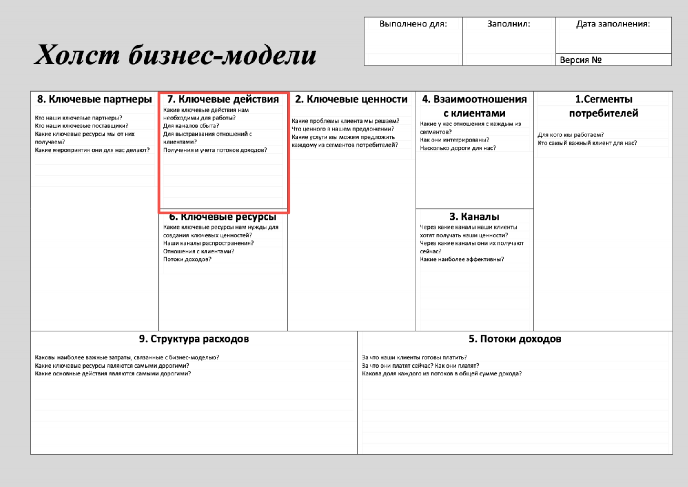 Холст бизнес-модели
Выполнено для:
Заполнил:
Дата заполнения:
Версия №
8. Ключевые партнеры
Кто наши ключевые партнеры?
Кто наши ключевые поставщики?
Какие ключевые ресурсы мы от них
получаем?
Какие мероприятия они для нас делают?
7. Ключевые действия
Какие ключевые действия нам
необходимы для работы?
Для каналов сбыта?
Для выстраивания отношений с
клиентами?
Получения и учета потоков доходов?
6. Ключевые ресурсы
Какие ключевые ресурсы нам нужны для
создания ключевых ценностей?
Наши каналы распространения?
Отношения с клиентами?
Потоки доходов?
2. Ключевые ценности
Какие проблемы клиента мы решаем?
Что ценного в нашем предложении?
Какие услуги мы можем предложить
каждому из сегментов потребителей?
4. Взаимоотношения
с клиентами
Какие у нас отношения с каждым из
сегментов?
Как они интегрированы?
Насколько дороги для нас?
3. Каналы
Через какие каналы наши клиенты
хотят получать наши ценности?
Через какие каналы они их получают
сейчас?
Какие наиболее эффективны?
1.Сегменты
потребителей
Для кого мы работаем?
Кто самый важный клиент для нас?
9. Структура расходов
Каковы наиболее важные затраты, связанные с бизнес-моделью?
Какие ключевые ресурсы являются самыми дорогими?
Какие основные действия являются самыми дорогими?
5. Потоки доходов
За что наши клиенты готовы платить?
За что они платят сейчас? Как они платят?
Какова доля каждого из потоков в общей сумме дохода?